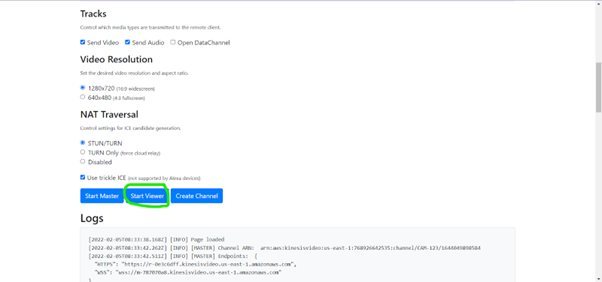 Tracks
Control which media types are transmitted to the remote client.
Send Video Send Audio Open DataChannel
Video Resolution
Set the desired video resolution and aspect ratio.
1280x720 (16:9 widescreen)
640x480 (4:3 fullscreen)
NAT Traversal
Control settings for ICE candidate generation.
STUN/TURN
TURN Only (force cloud relay)
Disabled
Use trickle ICE (not supported by Alexa devices)
Start Master Start Viewer Create Channel
Logs
[2022-02-05T08:33:38.168Z] [INFO] Page loaded
[2022-02-05T08:33:42.262Z] [INFO] [MASTER] Channel ARN: arn:aws:kinesisvideo:us-east-1:768926642535:channel/CAM-123/1644049898584
[2022-02-05T08:33:42.511Z] [INFO] [MASTER] Endpoints: {
"HTTPS": "https://r-0e3c6dff.kinesisvideo.us-east-1.amazonaws.com",
"WSS": "wss://m-707070a8.kinesisvideo.us-east-1.amazonaws.com"
}